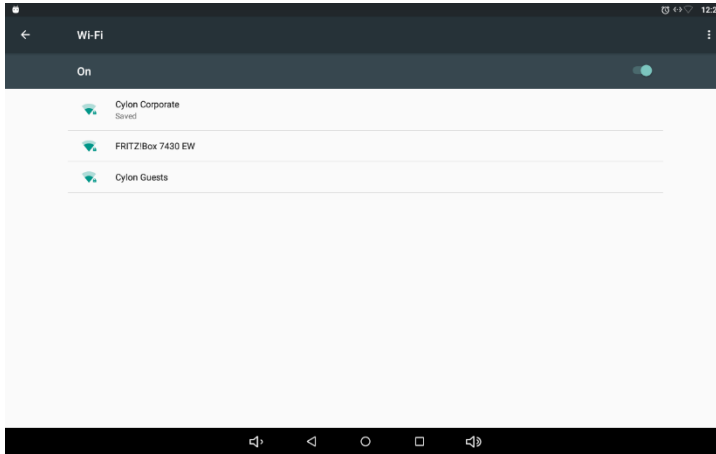 Wi-Fi
On
Cylon Corporate
Saved
FRITZ!Box 7430 EW
Cylon Guests